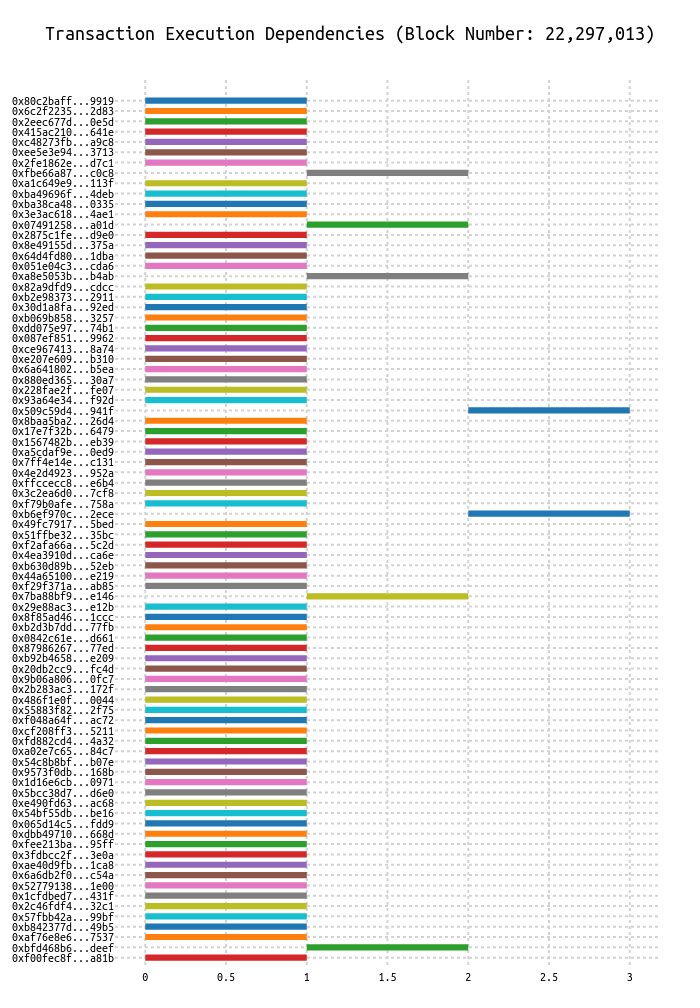 Transaction Execution Dependencies (Block Number: 22,297,013)
0x80c2baff...9919
0x6c2f2235...2d83
0x2eec677d...0e5d
0x415ac210...641e
0xc48273fb...a9c8
0xee5e3e94...3713
0x2fe1862e...d7c1
0xfbe66a87...c0c8
0xa1c649e9...113f
0xba49696f...4deb
0xba38ca48...0335
0x3e3ac618...4ae1
0x07491258...a01d
0x2875c1fe...d9e0
0x8e49155d...375a
0x64d4fd80...1dba
0x051e04c3...cda6
0xa8e5053b...b4ab
0x82a9dfd9...cdcc
0xb2e98373...2911
0x30d1a8fa...92ed
0xb069b858...3257
0xdd075e97...74b1
0x087ef851...9962
0xce967413...8a74
0xe207e609...b310
0x6a641802...b5ea
0x880ed365...30a7
0x228fae2f...fe07
0x93a64e34...f92d
0x509c59d4...941f
0x8baa5ba2...26d4
0x17e7f32b...6479
0x1567482b...eb39
0xa5cdaf9e...0ed9
0x7ff4e14e...c131
0x4e2d4923...952a
0xffccecc8...e6b4
0x3c2ea6d0...7cf8
0xf79b0afe...758a
0xb6ef970c...2ece
0x49fc7917...5bed
0x51ffbe32...35bc
0xf2afa66a...5c2d
0x4ea3910d...ca6e
0xb630d89b...52eb
0x44a65100...e219
0xf29f371a...ab85
0x7ba88bf9...e146
0x29e88ac3...e12b
0x8f85ad46...1ccc
0xb2d3b7dd...77fb
0x0842c61e...d661
0x87986267...77ed
0xb92b4658...e209
0x20db2cc9...fc4d
0x9b06a806...0fc7
0x2b283ac3...172f
0x486f1e0f...0044
0x55883f82...2f75
0xf048a64f...ac72
0xcf208ff3...5211
0xfd882cd4...4a32
0xa02e7c65...84c7
0x54c8b8bf...b07e
0x9573f0db...168b
0x1d16e6cb...0971
0x5bcc38d7...d6e0
0xe490fd63...ac68
0x54bf55db...be16
0x065d14c5...fdd9
0xdbb49710...668d
0xfee213ba...95ff
0x3fdbcc2f...3e0a
0xae40d9fb...1ca8
0x6a6db2f0...c54a
0x52779138...1e00
0x1cfdbed7...431f
0x2c46fdf4...32c1
0x57fbb42a...99bf
0xb842377d...49b5
0xaf76e8e6...7537
0xbfd468b6...deef
0xf00fec8f...a81b
0 0.5 1 1.5 2 2.5 3